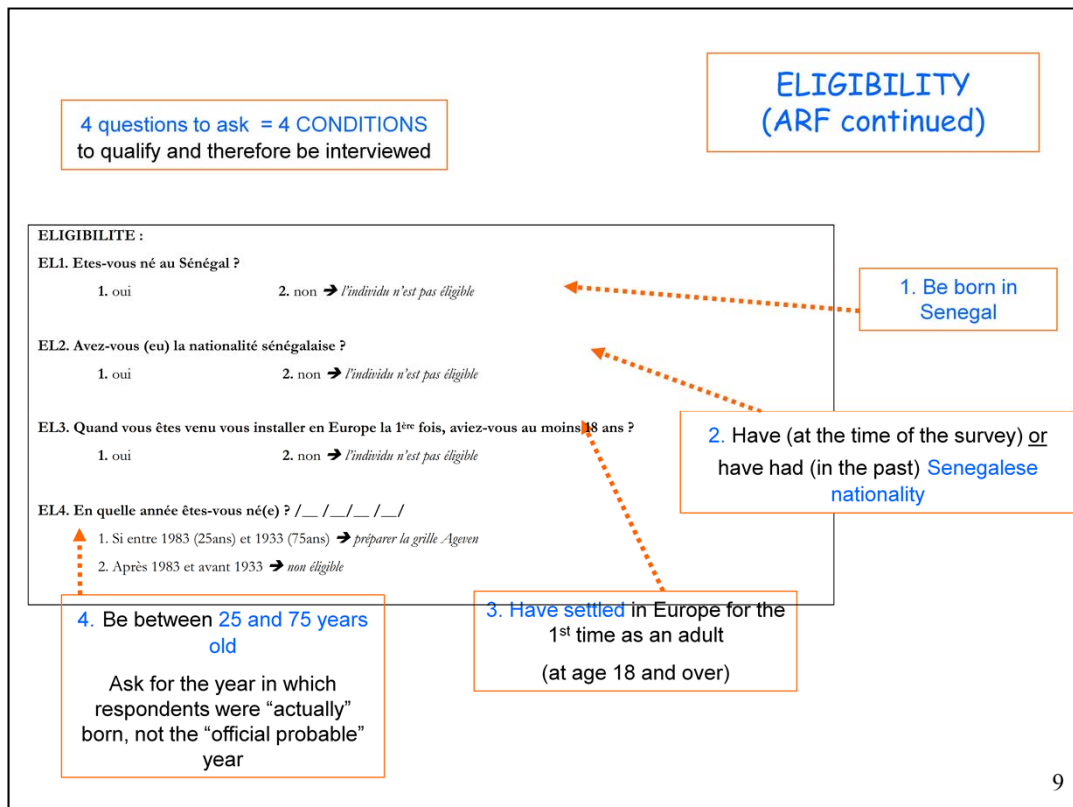 ELIGIBILITY
(ARF continued)
4 questions to ask = 4 CONDITIONS
to qualify and therefore be interviewed
ELIGIBILITE :
EL1. Etes-vous né au Sénégal ?
1. oui 2. non ➔ l'individu n'est pas éligible
1. Be born in
Senegal
EL2. Avez-vous (eu) la nationalité sénégalaise ?
1. oui 2. non ➔ l'individu n'est pas éligible
2. Have (at the time of the survey) or
have had (in the past) Senegalese
nationality
EL3. Quand vous êtes venu vous installer en Europe la 1ère fois, aviez-vous au moins 18 ans ?
1. oui 2. non ➔ l'individu n'est pas éligible
EL4. En quelle année êtes-vous né(e) ? /__ /__/__ /__/
1. Si entre 1983 (25ans) et 1933 (75ans) ➔ préparer la grille Ageven
2. Après 1983 et avant 1933 ➔ non éligible
3. Have settled in Europe for the
1st time as an adult
(at age 18 and over)
4. Be between 25 and 75 years
old
Ask for the year in which
respondents were “actually”
born, not the “official probable”
year
9